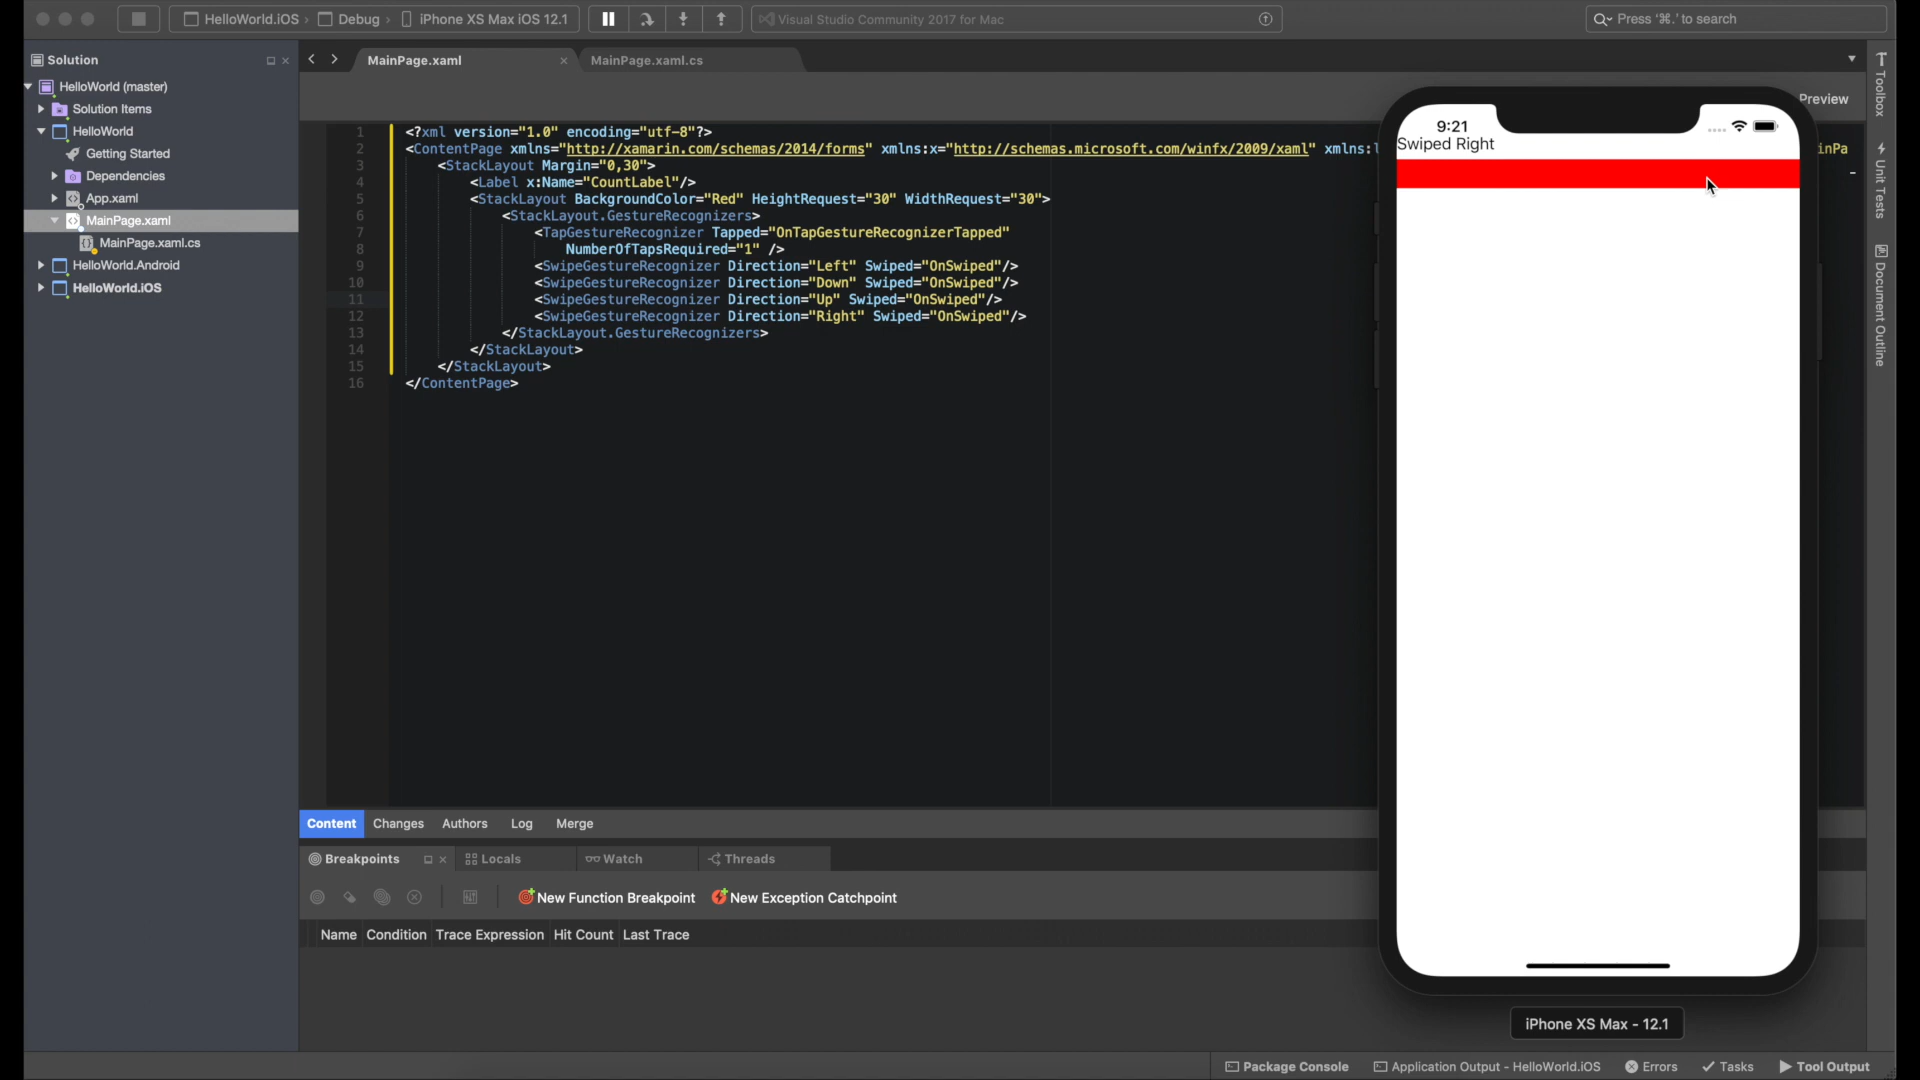 HelloWorld.iOS › Debug › iPhone XS Max iOS 12.1
Visual Studio Community 2017 for Mac
Press '⌘.' to search
Solution
HelloWorld (master)
Solution Items
HelloWorld
Getting Started
Dependencies
App.xaml
MainPage.xaml
MainPage.xaml.cs
HelloWorld.Android
HelloWorld.iOS
MainPage.xaml
MainPage.xaml.cs
Preview
1 <?xml version="1.0" encoding="utf-8"?>
2 <ContentPage xmlns="http://xamarin.com/schemas/2014/forms" xmlns:x="http://schemas.microsoft.com/winfx/2009/xaml" xmlns:l
inPa
3 <StackLayout Margin="0,30">
4 <Label x:Name="CountLabel"/>
5 <StackLayout BackgroundColor="Red" HeightRequest="30" WidthRequest="30">
6 <StackLayout.GestureRecognizers>
7 <TapGestureRecognizer Tapped="OnTapGestureRecognizerTapped"
8 NumberOfTapsRequired="1" />
9 <SwipeGestureRecognizer Direction="Left" Swiped="OnSwiped"/>
10 <SwipeGestureRecognizer Direction="Down" Swiped="OnSwiped"/>
11 <SwipeGestureRecognizer Direction="Up" Swiped="OnSwiped"/>
12 <SwipeGestureRecognizer Direction="Right" Swiped="OnSwiped"/>
13 </StackLayout.GestureRecognizers>
14 </StackLayout>
15 </StackLayout>
16 </ContentPage>
9:21
Swiped Right
iPhone XS Max - 12.1
Toolbox
Unit Tests
Document Outline
Content Changes Authors Log Merge
Breakpoints Locals Watch Threads
New Function Breakpoint New Exception Catchpoint
Name Condition Trace Expression Hit Count Last Trace
Package Console Application Output - HelloWorld.iOS Errors Tasks Tool Output